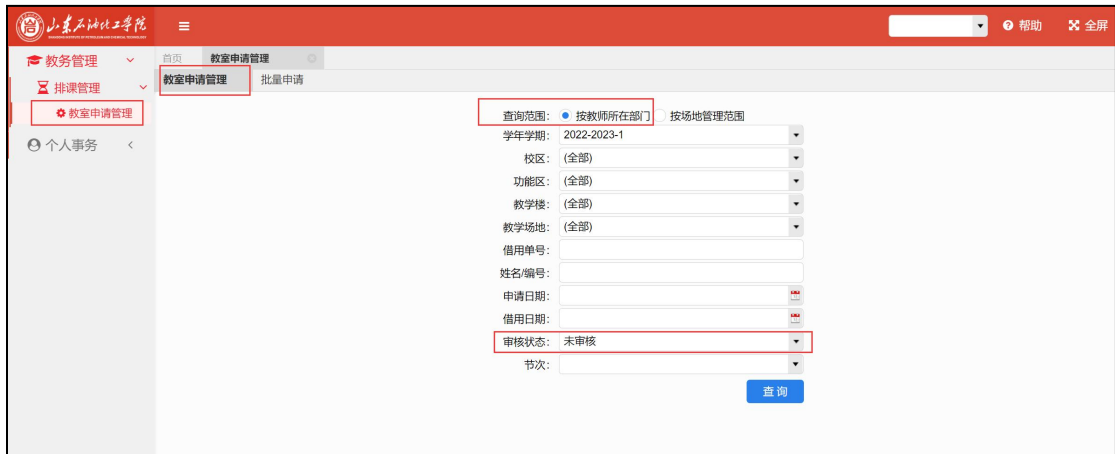 山东石油化工学院
帮助 全屏
教务管理
首页 教室申请管理
教室申请管理 批量申请
排课管理
教室申请管理
个人事务
查询范围: 按教师所在部门 按场地管理范围
学年学期: 2022-2023-1
校区: (全部)
功能区: (全部)
教学楼: (全部)
教学场地: (全部)
借用单号:
姓名/编号:
申请日期:
借用日期:
审核状态: 未审核
节次:
查询